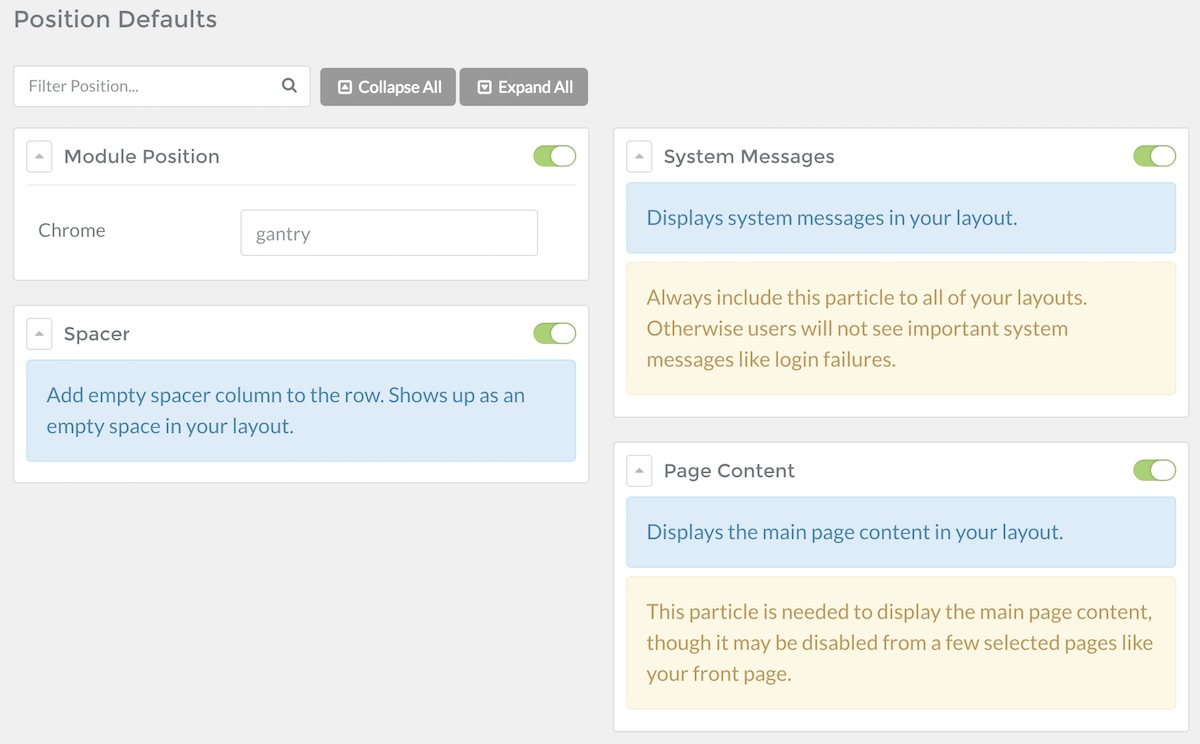 Position Defaults
Filter Position...
Collapse All
Expand All
Module Position
Chrome
gantry
Spacer
Add empty spacer column to the row. Shows up as an
empty space in your layout.
System Messages
Displays system messages in your layout.
Always include this particle to all of your layouts.
Otherwise users will not see important system
messages like login failures.
Page Content
Displays the main page content in your layout.
This particle is needed to display the main page content,
though it may be disabled from a few selected pages like
your front page.